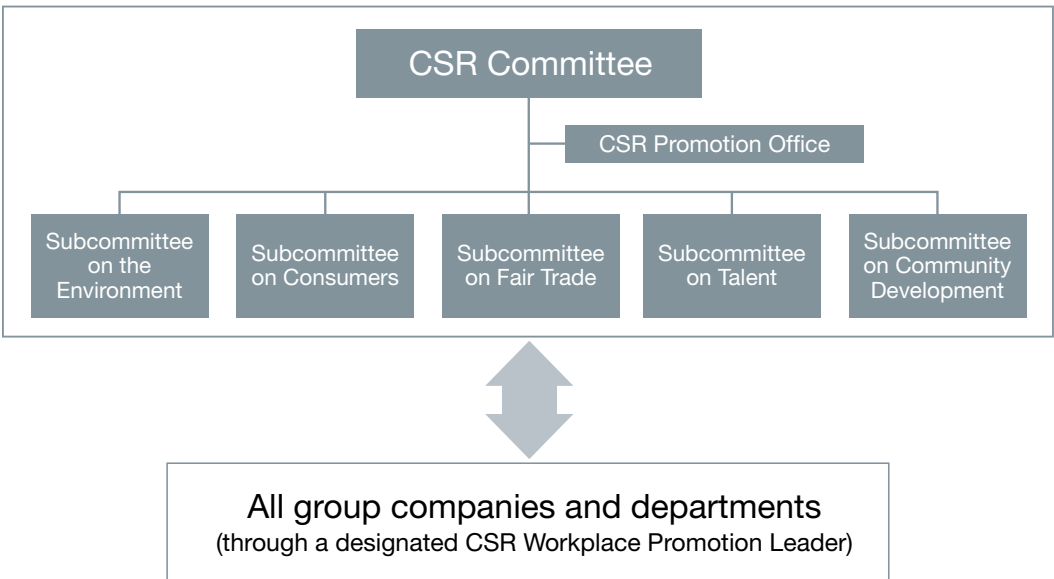 CSR Committee
CSR Promotion Office
Subcommittee
on the
Environment
Subcommittee
on Consumers
Subcommittee
on Fair Trade
Subcommittee
on Talent
Subcommittee
on Community
Development
All group companies and departments
(through a designated CSR Workplace Promotion Leader)